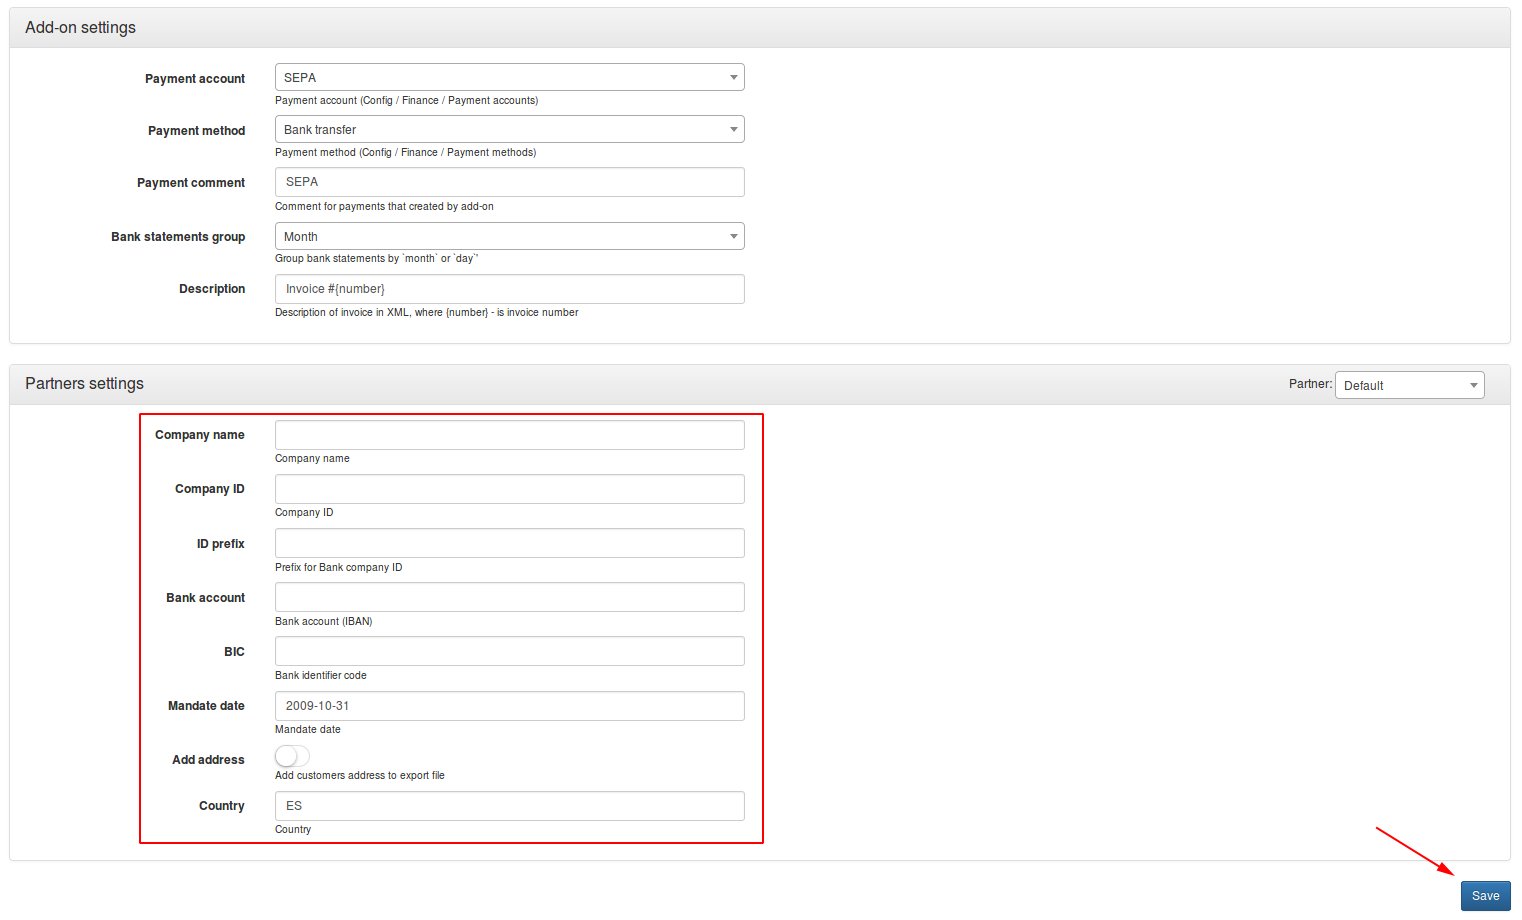 Add-on settings
Payment account SEPA
Payment account (Config / Finance / Payment accounts)
Payment method Bank transfer
Payment method (Config / Finance / Payment methods)
Payment comment SEPA
Comment for payments that created by add-on
Bank statements group Month
Group bank statements by `month` or `day`'
Description Invoice #{number}
Description of invoice in XML, where {number} - is invoice number
Partners settings Partner: Default
Company name
Company name
Company ID
Company ID
ID prefix
Prefix for Bank company ID
Bank account
Bank account (IBAN)
BIC
Bank identifier code
Mandate date 2009-10-31
Mandate date
Add address
Add customers address to export file
Country ES
Country
Save